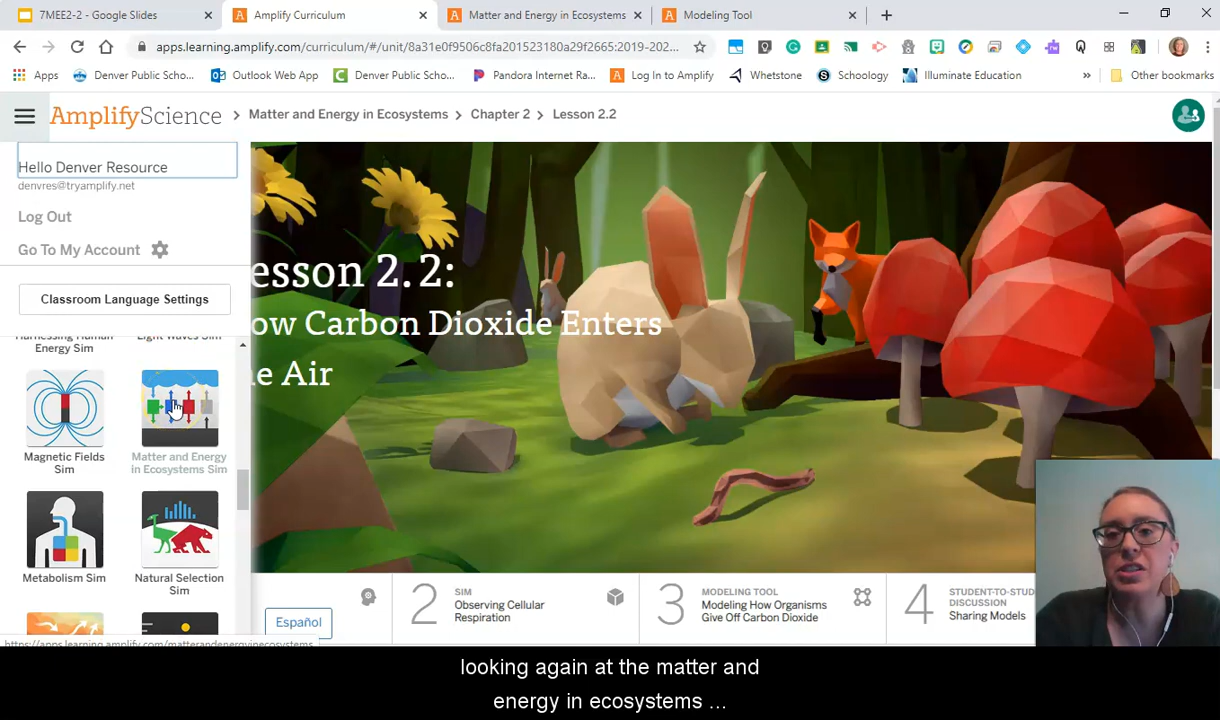 7MEE2-2 - Google Slides
Amplify Curriculum
Matter and Energy in Ecosystems
Modeling Tool
apps.learning.amplify.com/curriculum/#/unit/8a31e0f9506c8fa201523180a29f2665:2019-202...
Apps
Denver Public Scho...
Outlook Web App
Denver Public Scho...
Pandora Internet Ra...
Log In to Amplify
Whetstone
Schoology
Illuminate Education
»
Other bookmarks
AmplifyScience > Matter and Energy in Ecosystems > Chapter 2 > Lesson 2.2
Hello Denver Resource
denvres@tryamplify.net
Log Out
Go To My Account
Classroom Language Settings
Harnessing Human
Energy Sim
Light Waves Sim
Magnetic Fields
Sim
Matter and Energy
in Ecosystems Sim
Metabolism Sim
Natural Selection
Sim
esson 2.2:
ow Carbon Dioxide Enters
e Air
Español
2
SIM
Observing Cellular
Respiration
3
MODELING TOOL
Modeling How Organisms
Give Off Carbon Dioxide
4
STUDENT-TO-STUD
DISCUSSION
Sharing Models
https://apps.learning.amplify.com/matterandenergyinecosystems
looking again at the matter and
energy in ecosystems ...